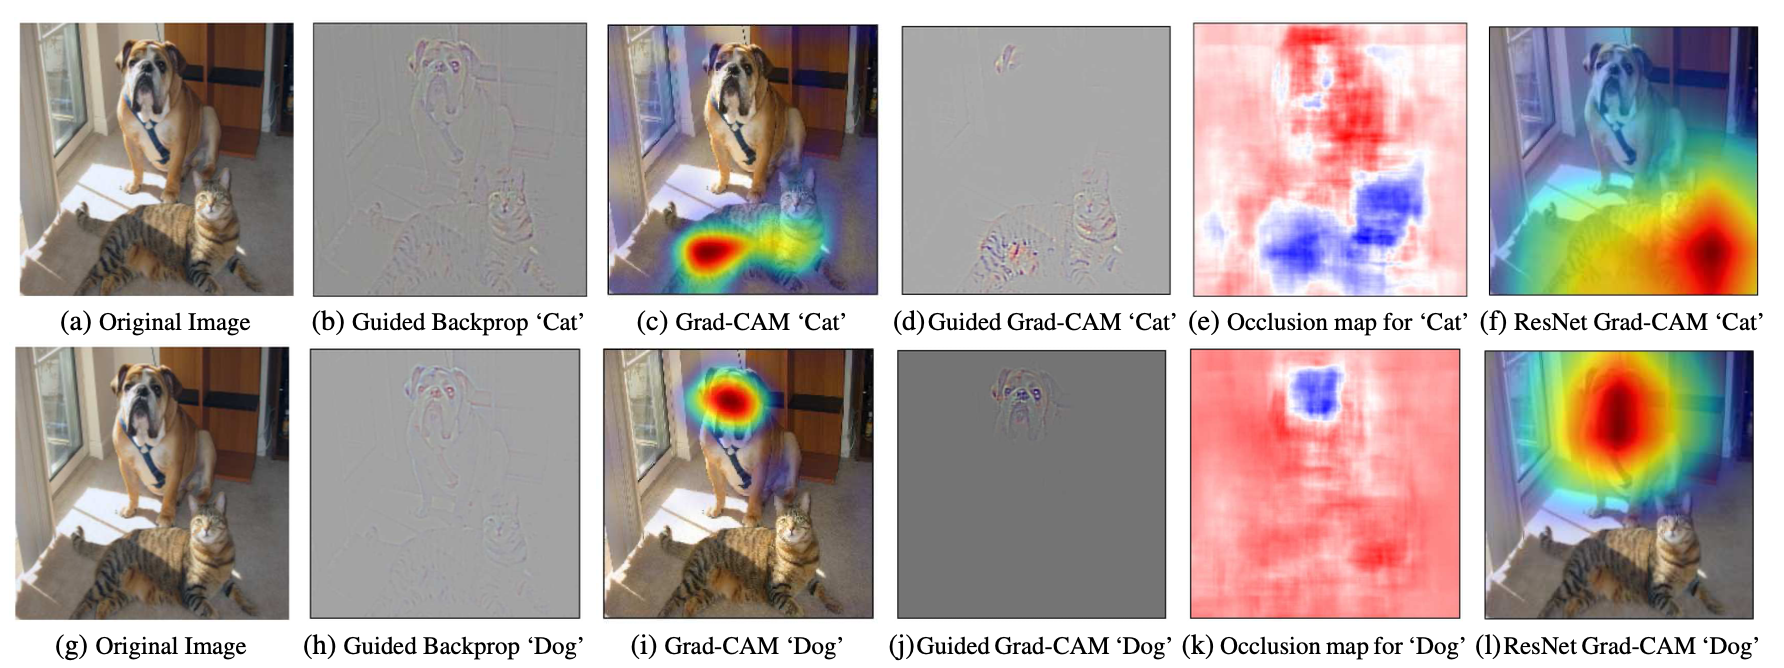 (a) Original Image
(b) Guided Backprop ‘Cat’
(c) Grad-CAM ‘Cat’
(d) Guided Grad-CAM ‘Cat’
(e) Occlusion map for ‘Cat’
(f) ResNet Grad-CAM ‘Cat’
(g) Original Image
(h) Guided Backprop ‘Dog’
(i) Grad-CAM ‘Dog’
(j) Guided Grad-CAM ‘Dog’
(k) Occlusion map for ‘Dog’
(l) ResNet Grad-CAM ‘Dog’